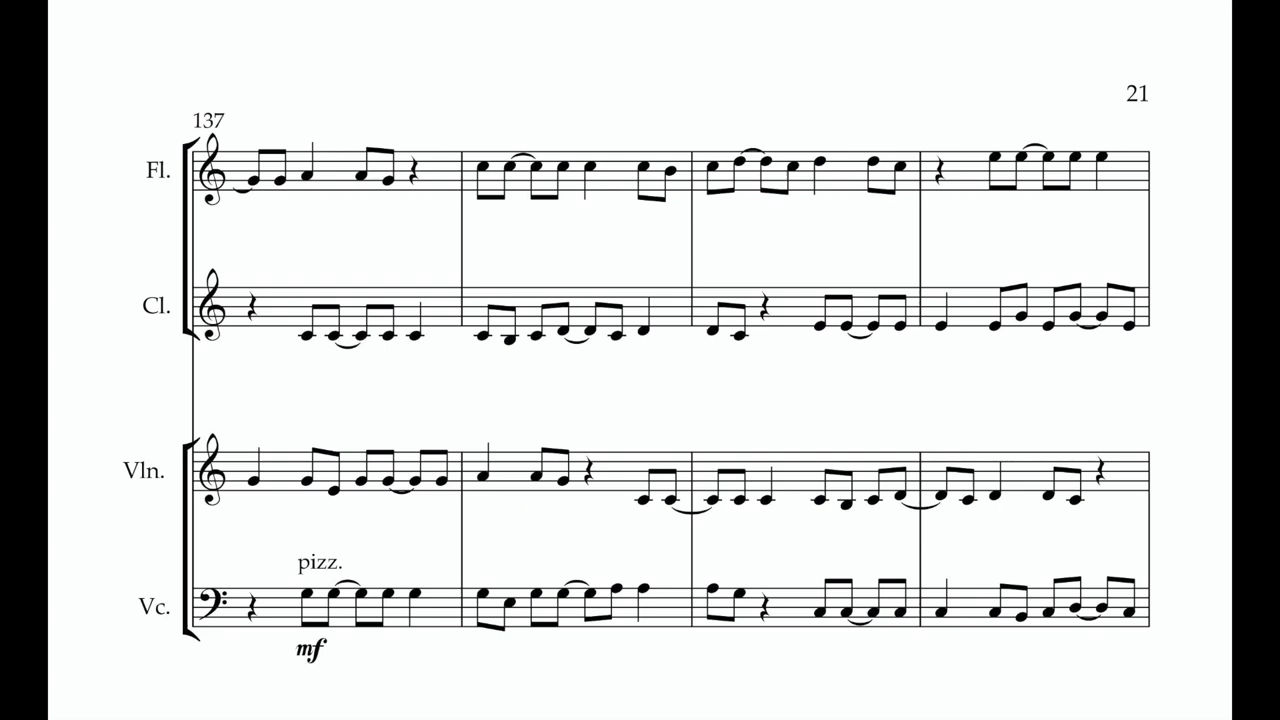 21
137
Fl.
Cl.
Vln.
pizz.
Vc.
mf